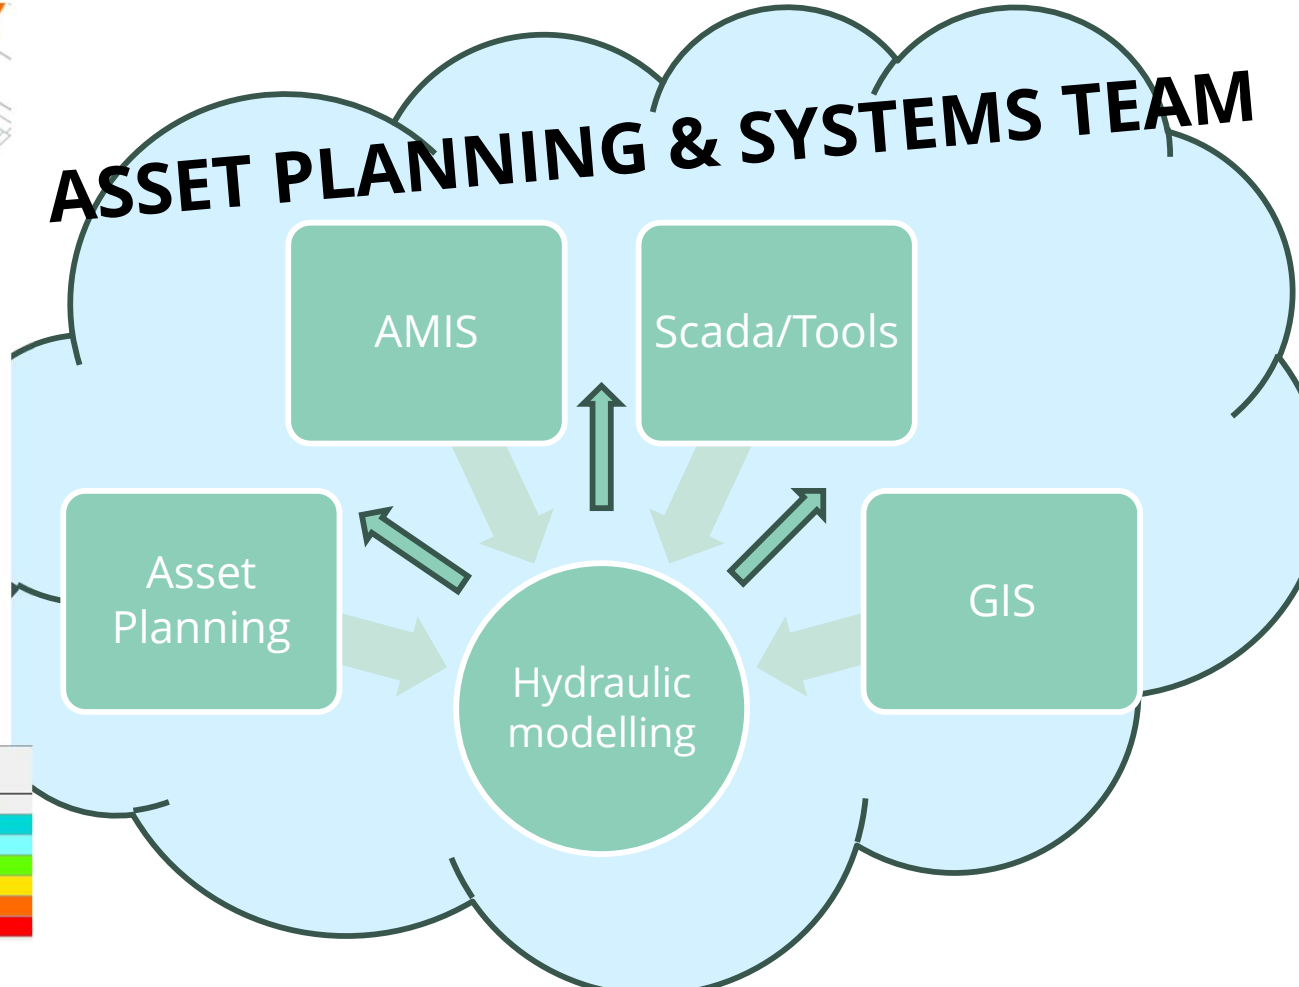 ASSET PLANNING & SYSTEMS TEAM
AMIS
Scada/Tools
Asset
Planning
GIS
Hydraulic
modelling